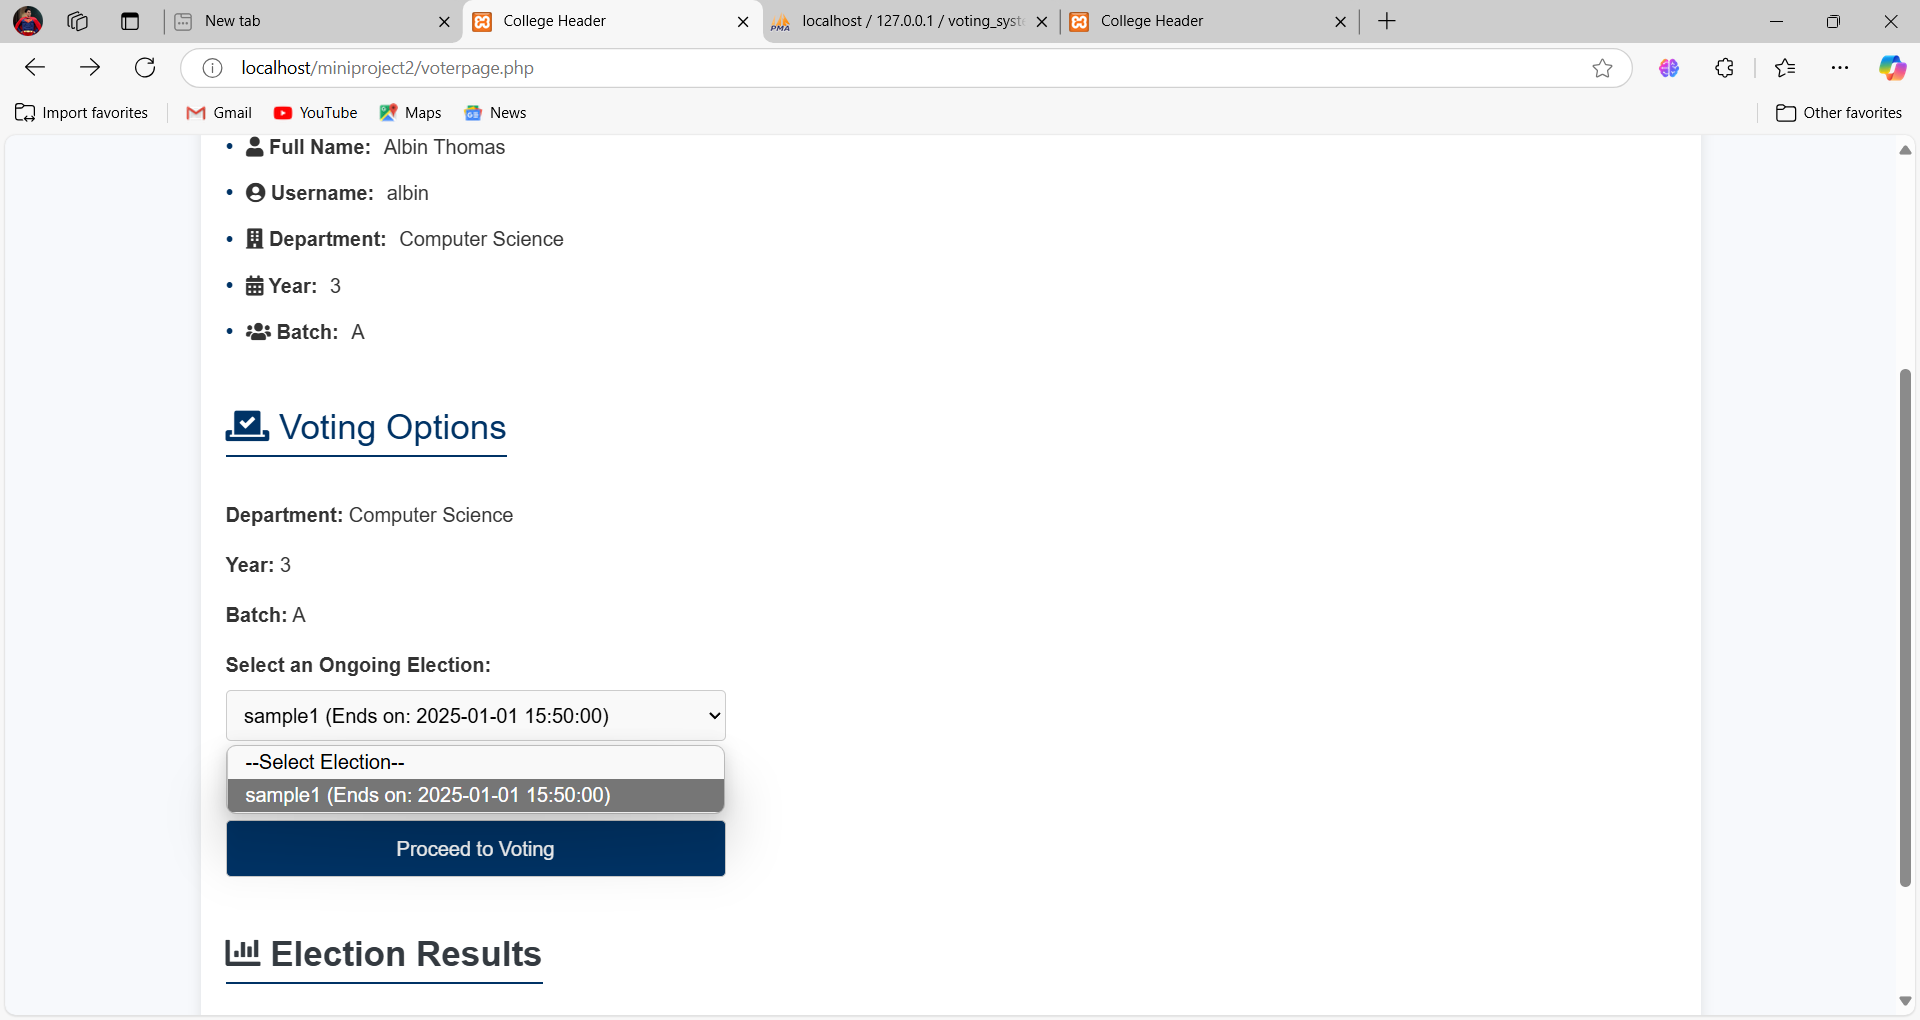 New tab
College Header
localhost / 127.0.0.1 / voting_syst
College Header
localhost/miniproject2/voterpage.php
Import favorites
Gmail
YouTube
Maps
News
Other favorites
Full Name: Albin Thomas
Username: albin
Department: Computer Science
Year: 3
Batch: A
Voting Options
Department: Computer Science
Year: 3
Batch: A
Select an Ongoing Election:
sample1 (Ends on: 2025-01-01 15:50:00)
--Select Election--
sample1 (Ends on: 2025-01-01 15:50:00)
Proceed to Voting
Election Results